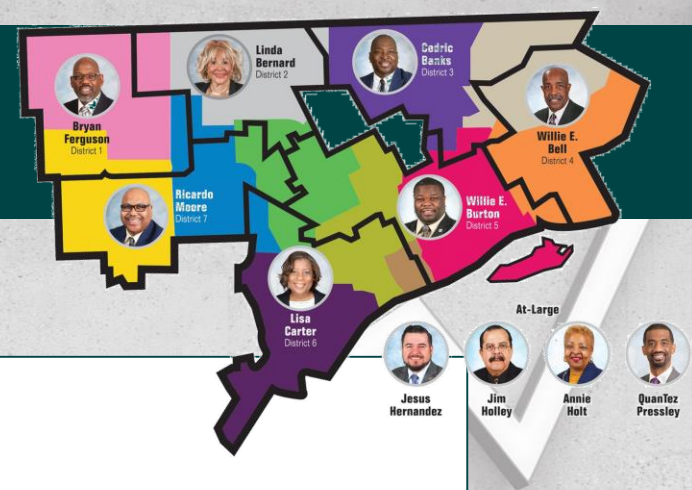 Linda
Bernard
District 2
Cedric
Banks
District 3
Bryan
Ferguson
District 1
Willie E.
Bell
District 4
Ricardo
Moore
District 7
Willie E.
Burton
District 5
Lisa
Carter
District 6
At-Large
Jesus
Hernandez
Jim
Holley
Annie
Holt
QuanTez
Pressley